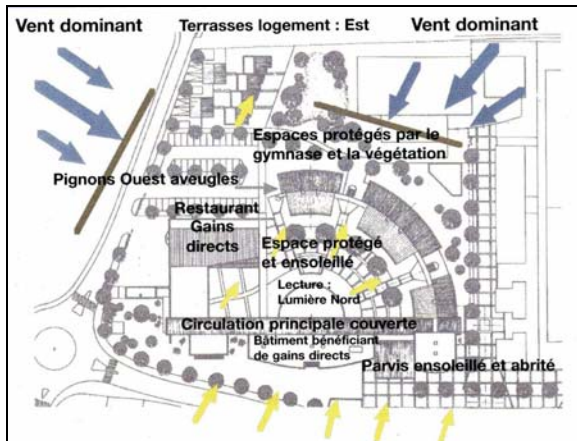 Vent dominant
Terrasses logement : Est
Vent dominant
Espaces protégés par le
gymnase et la végétation
Pignons Ouest aveugles
Restaurant
Gains
directs
Espace protégé
et ensoleillé
Lecture :
Lumière Nord
Circulation principale couverte
Bâtiment bénéficiant
de gains directs
Parvis ensoleillé et abrité